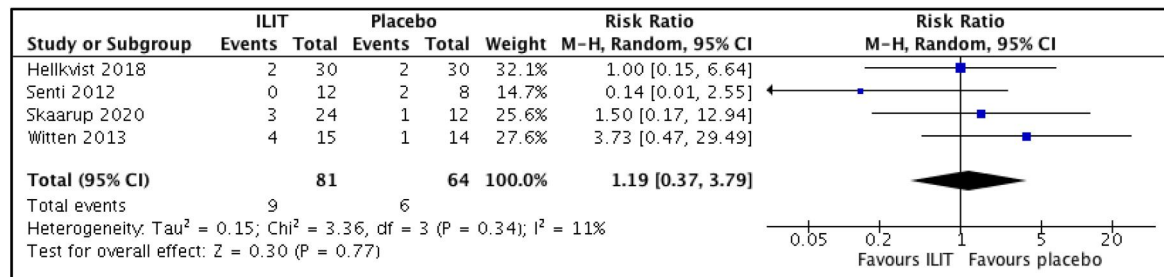 ILIT Placebo Risk Ratio Risk Ratio
Study or Subgroup Events Total Events Total Weight M-H, Random, 95% CI M-H, Random, 95% CI
Hellkvist 2018 2 30 2 30 32.1% 1.00 [0.15, 6.64]
Senti 2012 0 12 2 8 14.7% 0.14 [0.01, 2.55]
Skaarup 2020 3 24 1 12 25.6% 1.50 [0.17, 12.94]
Witten 2013 4 15 1 14 27.6% 3.73 [0.47, 29.49]
Total (95% CI) 81 64 100.0% 1.19 [0.37, 3.79]
Total events 9 6
Heterogeneity: Tau² = 0.15; Chi² = 3.36, df = 3 (P = 0.34); I² = 11%
Test for overall effect: Z = 0.30 (P = 0.77)
0.05 0.2 1 5 20
Favours ILIT Favours placebo